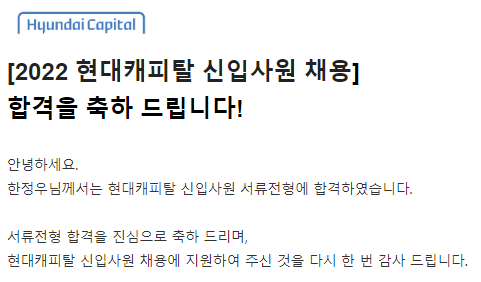 Hyundai Capital
[2022 현대캐피탈 신입사원 채용]
합격을 축하 드립니다!
안녕하세요.
한정우님께서는 현대캐피탈 신입사원 서류전형에 합격하였습니다.
서류전형 합격을 진심으로 축하 드리며,
현대캐피탈 신입사원 채용에 지원하여 주신 것을 다시 한 번 감사 드립니다.